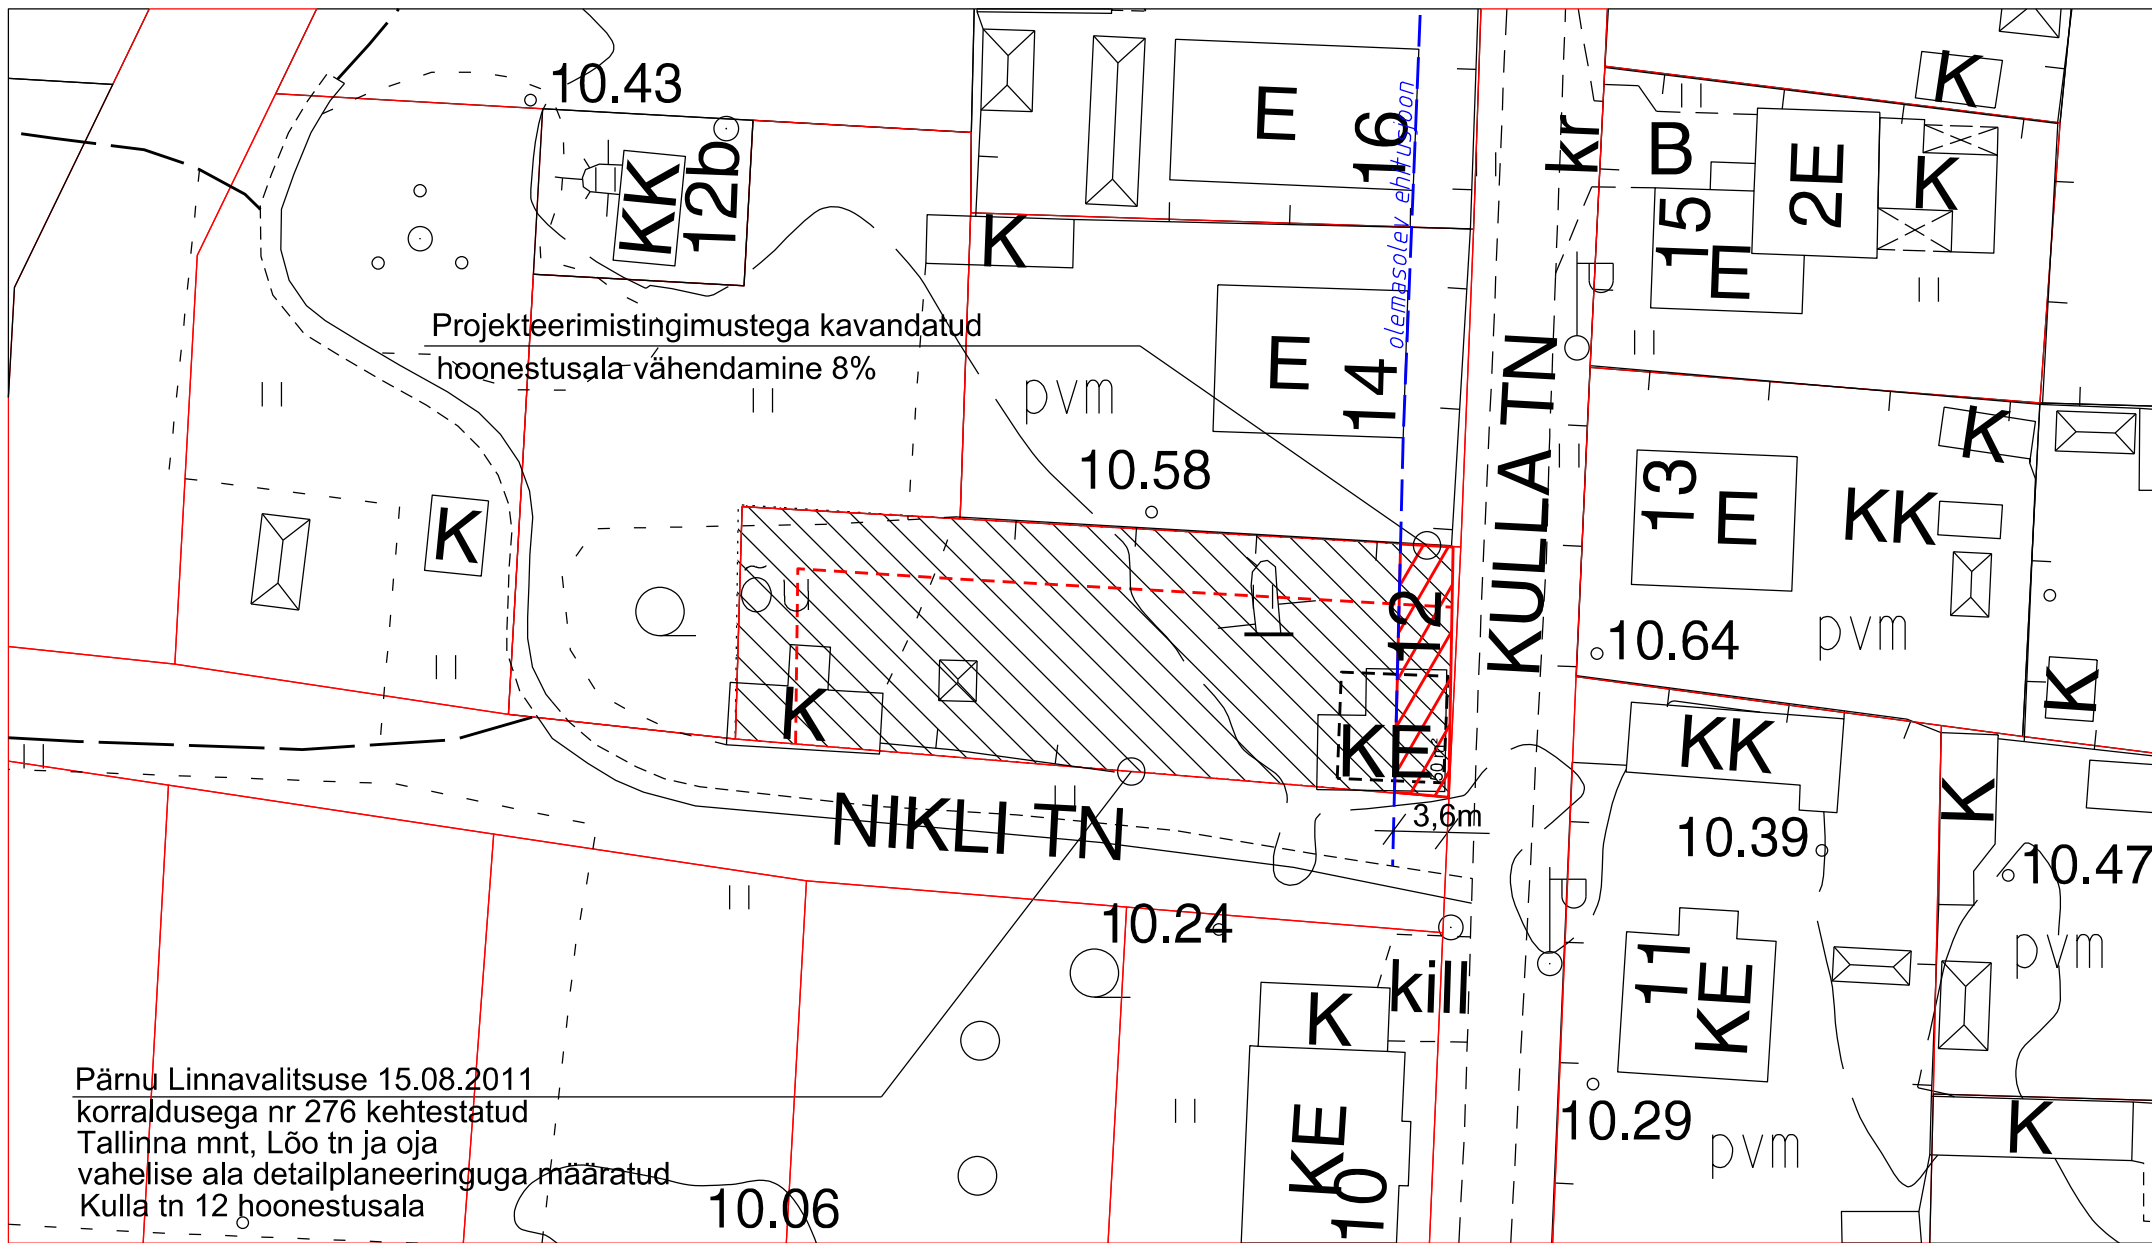 10.43
E
16
olemasolev ehitusjoon
kr
B
K
2E
K
15
E
KK
12b
K
Projekteerimistingimustega kavandatud
hoonestusala vähendamine 8%
pvm
E
14
KULLA TN
10.58
K
13
E
KK
K
12
10.64
pvm
K
K
KE
50 m²
KK
K
3,6m
NIKLI TN
10.39
10.47
10.24
pvm
kill
K
11
KE
Pärnu Linnavalitsuse 15.08.2011
korraldusega nr 276 kehtestatud
Tallinna mnt, Lõo tn ja oja
vahelise ala detailplaneeringuga määratud
Kulla tn 12 hoonestusala
10.06
KE
10
10.29
pvm
K